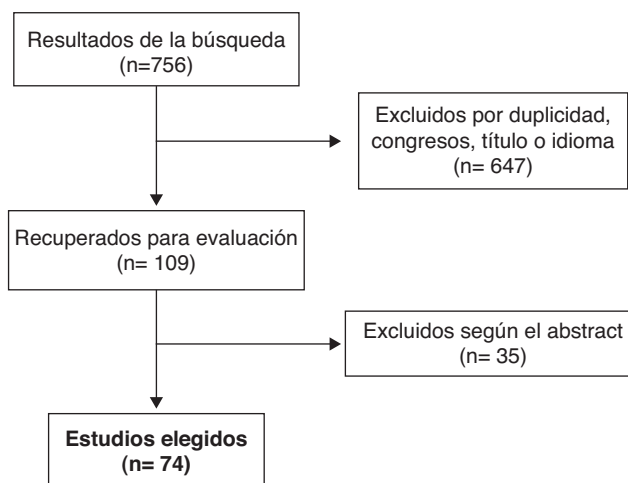 Resultados de la búsqueda
(n=756)
Excluidos por duplicidad,
congresos, título o idioma
(n= 647)
Recuperados para evaluación
(n= 109)
Excluidos según el abstract
(n= 35)
Estudios elegidos
(n= 74)